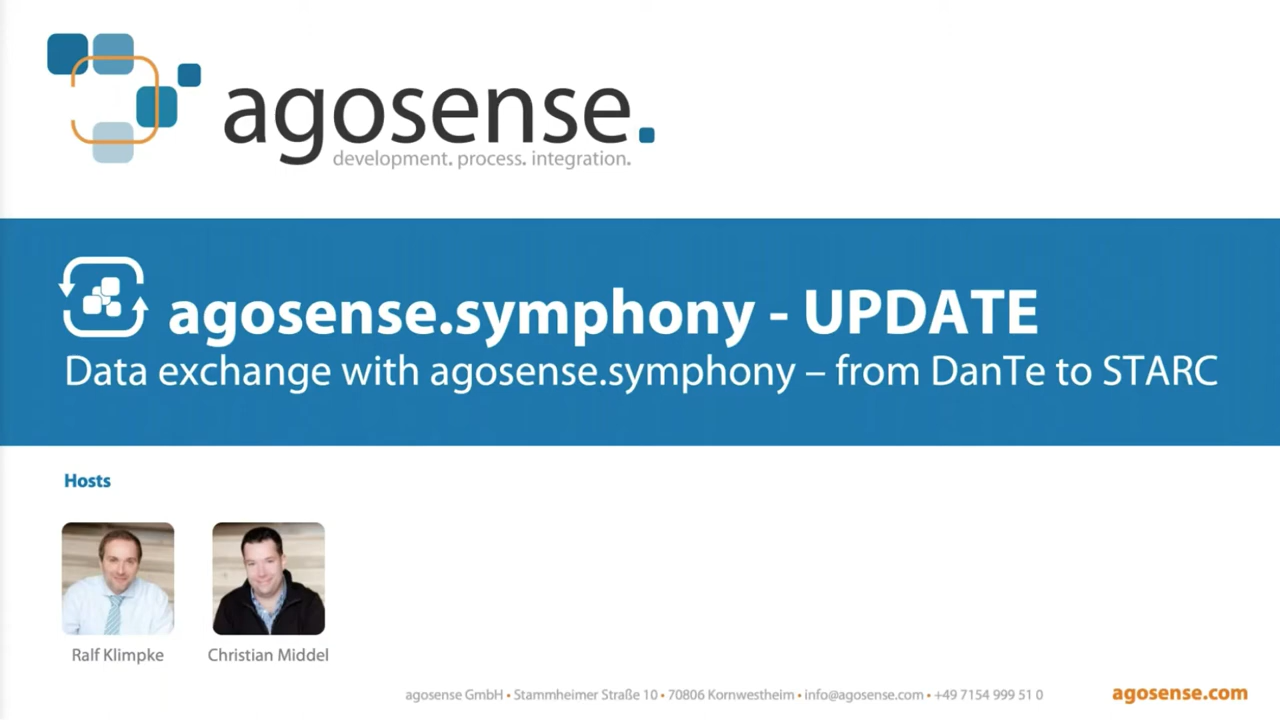 agosense.
development. process. integration.
agosense.symphony - UPDATE
Data exchange with agosense.symphony – from DanTe to STARC
Hosts
Ralf Klimpke
Christian Middel
agosense GmbH • Stammheimer Straße 10 • 70806 Kornwestheim • info@agosense.com • +49 7154 999 51 0
agosense.com